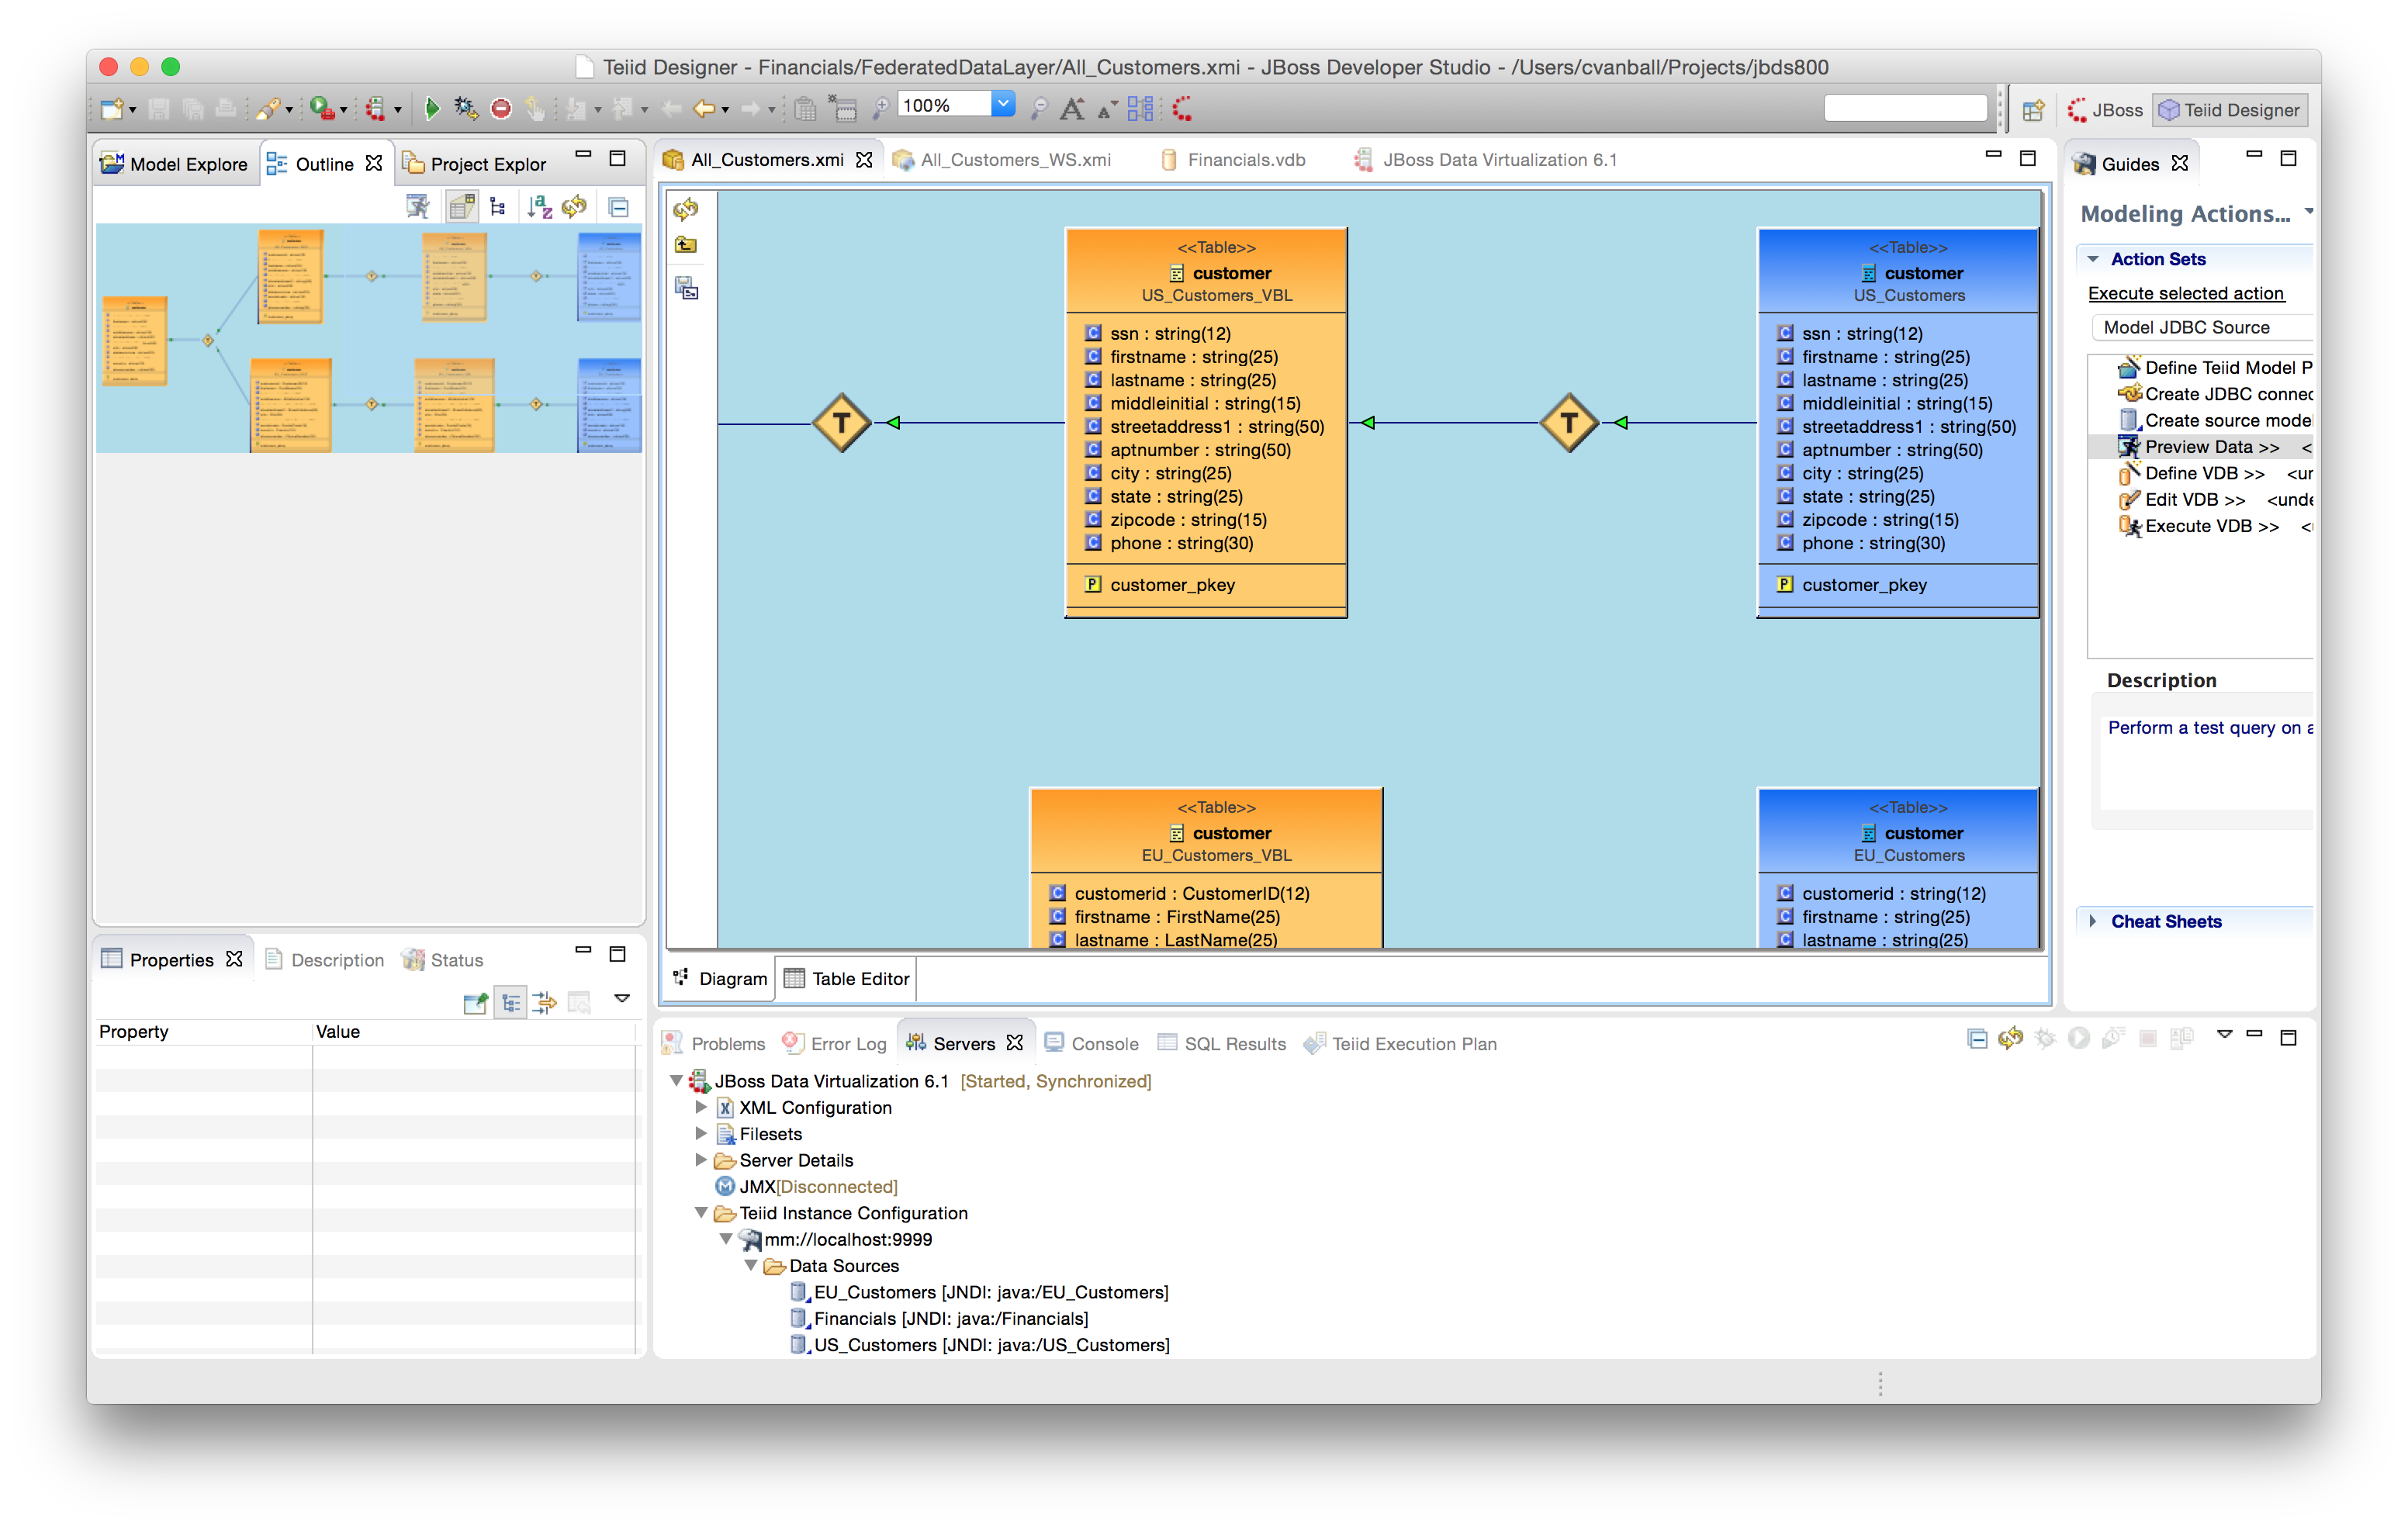 Teiid Designer - Financials/FederatedDataLayer/All_Customers.xmi - JBoss Developer Studio - /Users/cvanball/Projects/jbds800
100%
JBoss
Teiid Designer
Model Explore
Outline
Project Explor
All_Customers.xmi
All_Customers_WS.xmi
Financials.vdb
JBoss Data Virtualization 6.1
<<Table>>
customer
US_Customers_VBL
C ssn : string(12)
C firstname : string(25)
C lastname : string(25)
C middleinitial : string(15)
C streetaddress1 : string(50)
C aptnumber : string(50)
C city : string(25)
C state : string(25)
C zipcode : string(15)
C phone : string(30)
P customer_pkey
T
T
<<Table>>
customer
US_Customers
C ssn : string(12)
C firstname : string(25)
C lastname : string(25)
C middleinitial : string(15)
C streetaddress1 : string(50)
C aptnumber : string(50)
C city : string(25)
C state : string(25)
C zipcode : string(15)
C phone : string(30)
P customer_pkey
<<Table>>
customer
EU_Customers_VBL
C customerid : CustomerID(12)
C firstname : FirstName(25)
C lastname : LastName(25)
<<Table>>
customer
EU_Customers
C customerid : string(12)
C firstname : string(25)
C lastname : string(25)
Diagram
Table Editor
Guides
Modeling Actions...
Action Sets
Execute selected action
Model JDBC Source
Define Teiid Model P
Create JDBC connec
Create source model
Preview Data >> <
Define VDB >> <ur
Edit VDB >> <unde
Execute VDB >> <
Description
Perform a test query on a
Cheat Sheets
Properties
Description
Status
Property
Value
Problems
Error Log
Servers
Console
SQL Results
Teiid Execution Plan
JBoss Data Virtualization 6.1 [Started, Synchronized]
XML Configuration
Filesets
Server Details
JMX[Disconnected]
Teiid Instance Configuration
mm://localhost:9999
Data Sources
EU_Customers [JNDI: java:/EU_Customers]
Financials [JNDI: java:/Financials]
US_Customers [JNDI: java:/US_Customers]